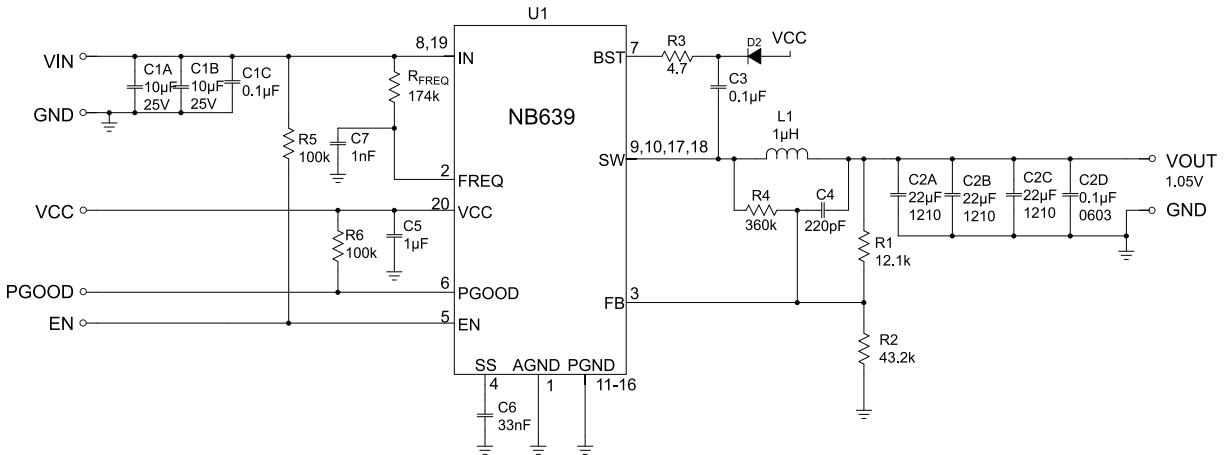 U1
NB639
VIN
GND
C1A
10µF
25V
C1B
10µF
25V
C1C
0.1µF
R5
100k
RFREQ
174k
C7
1nF
8,19
IN
2
FREQ
VCC
20
VCC
R6
100k
C5
1µF
PGOOD
6
PGOOD
EN
5
EN
SS
4
C6
33nF
AGND
1
PGND
11-16
BST
7
R3
4.7
D2
VCC
C3
0.1µF
SW
9,10,17,18
L1
1µH
R4
360k
C4
220pF
R1
12.1k
FB
3
R2
43.2k
C2A
22µF
1210
C2B
22µF
1210
C2C
22µF
1210
C2D
0.1µF
0603
VOUT
1.05V
GND